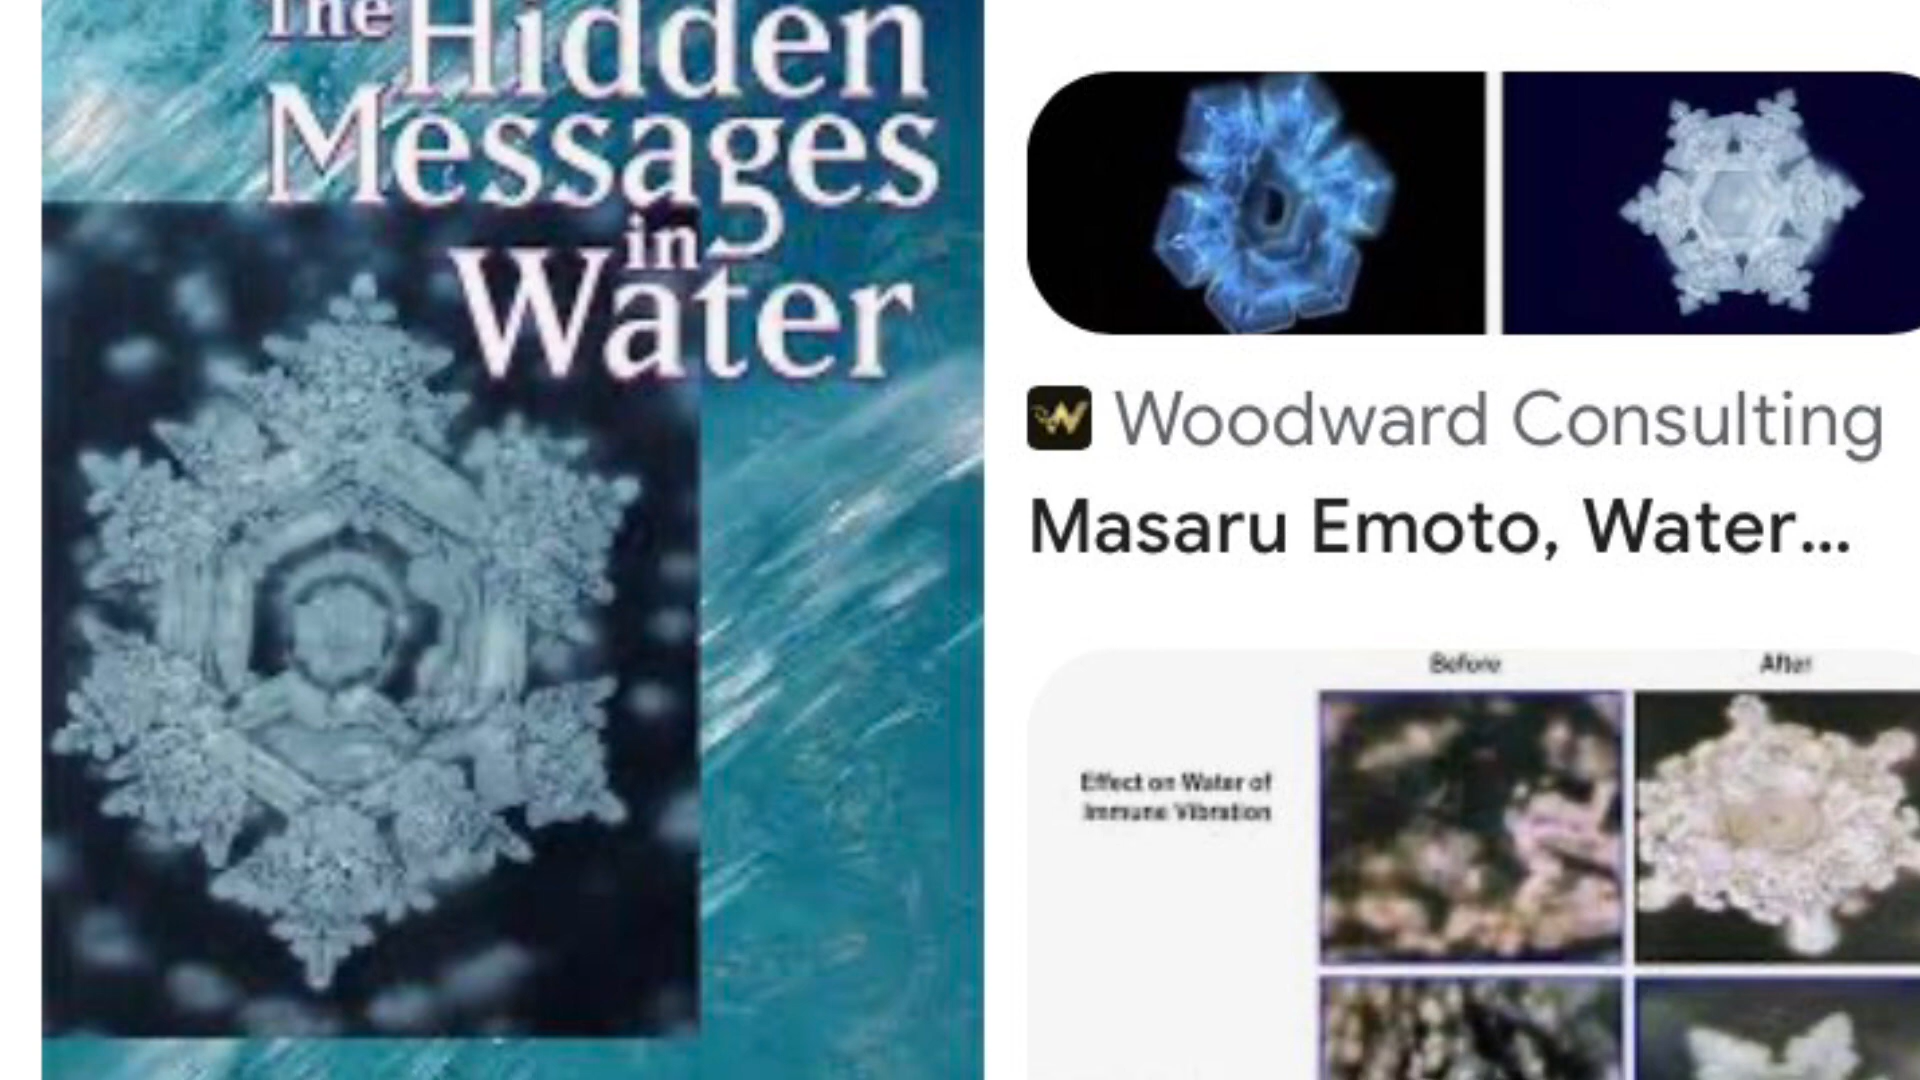 The
Hidden
Messages
in
Water
Woodward Consulting
Masaru Emoto, Water...
Before
After
Effect on Water of
Immune Vibration